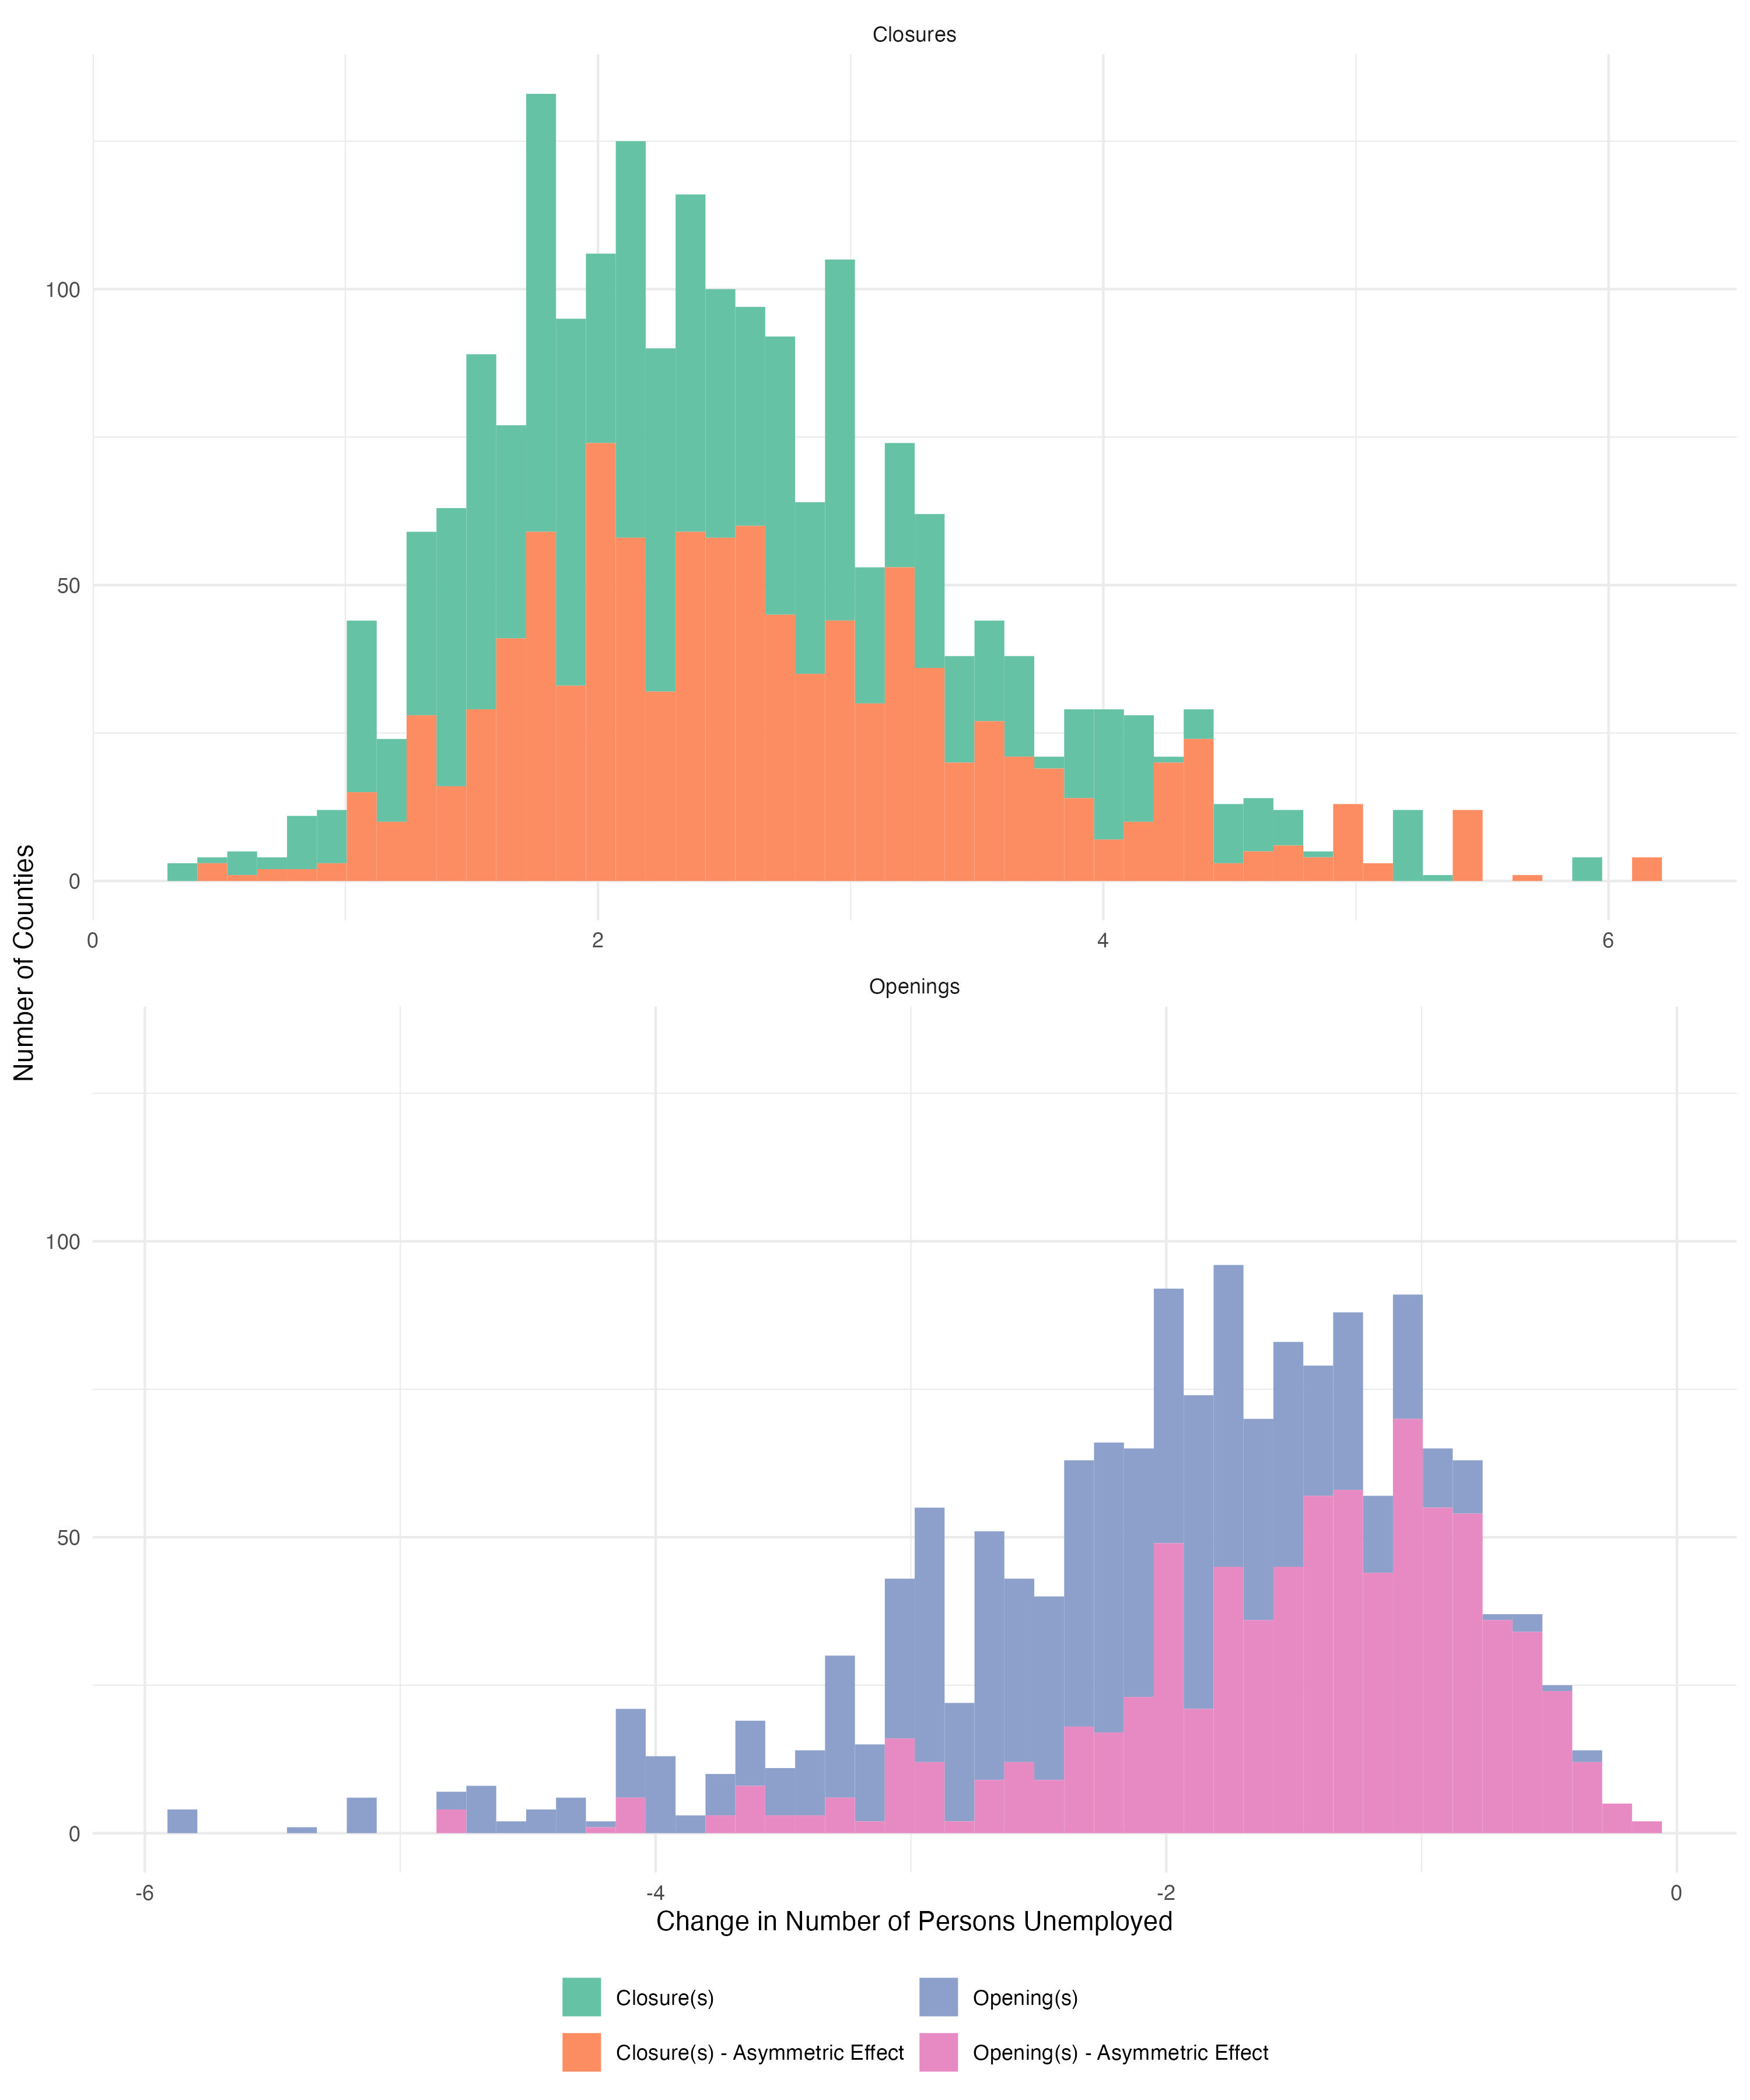 Closures
100
50
0
0 2 4 6
Number of Counties
Openings
100
50
0
-6 -4 -2 0
Change in Number of Persons Unemployed
Closure(s) Opening(s)
Closure(s) - Asymmetric Effect Opening(s) - Asymmetric Effect